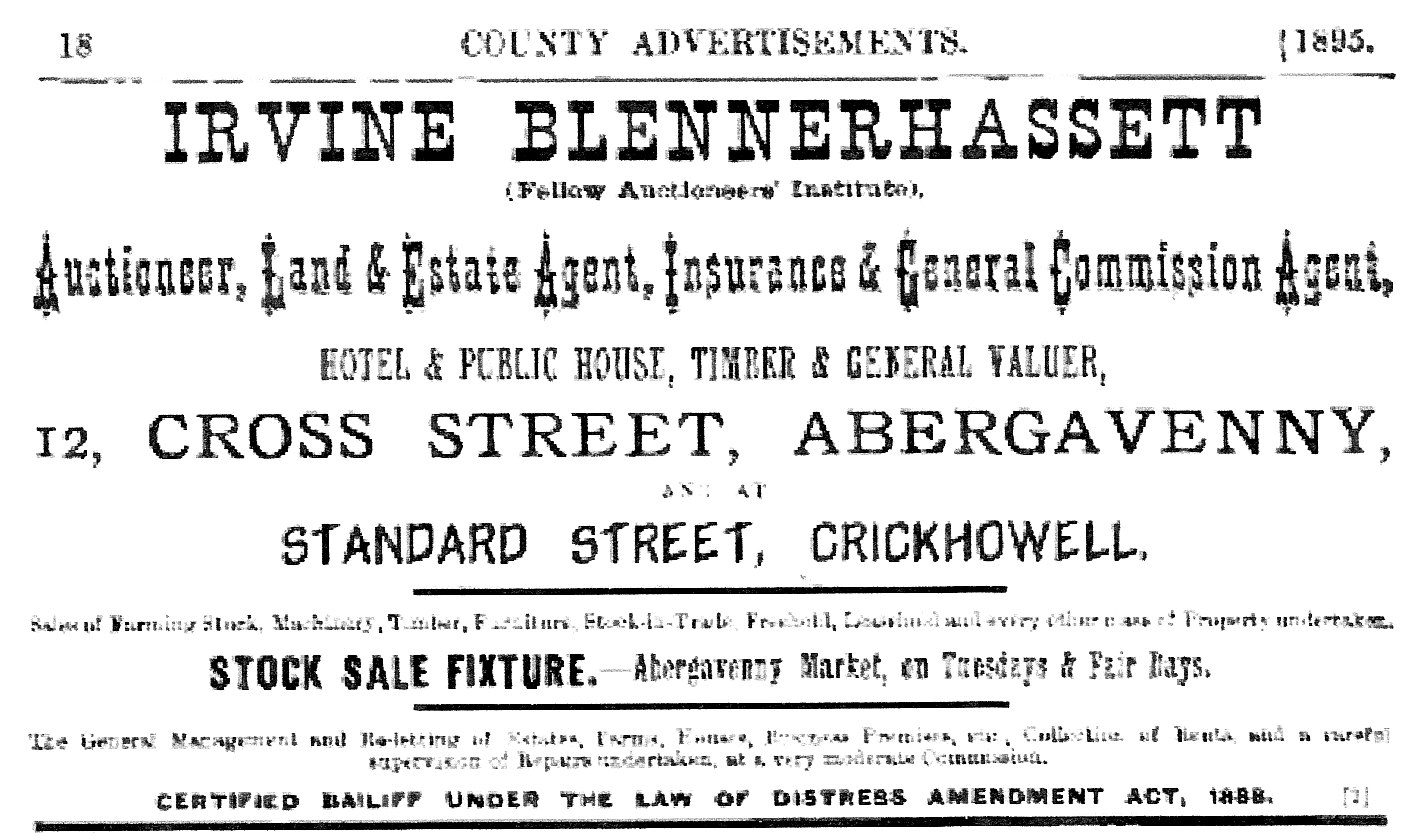 18 COUNTY ADVERTISEMENTS. [1895.
IRVINE BLENNERHASSETT
(Fellow Auctioneers' Institute),
Auctioneer, Land & Estate Agent, Insurance & General Commission Agent,
HOTEL & PUBLIC HOUSE, TIMBER & GENERAL VALUER,
12, CROSS STREET, ABERGAVENNY,
AND AT
STANDARD STREET, CRICKHOWELL.
Sales of Farming Stock, Machinery, Timber, Furniture, Stock-in-Trade, Freehold, Leasehold and every other class of Property undertaken.
STOCK SALE FIXTURE.—Abergavenny Market, on Tuesdays & Fair Days.
The General Management and Re-letting of Estates, Farms, Houses, Business Premises, etc., Collection of Rents, and a careful
supervision of Repairs undertaken, at a very moderate Commission.
CERTIFIED BAILIFF UNDER THE LAW OF DISTRESS AMENDMENT ACT, 1888.